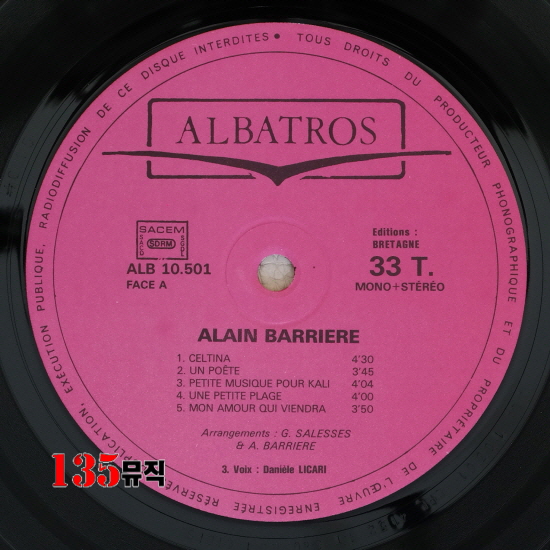 TOUS DROITS DU PRODUCTEUR PHONOGRAPHIQUE ET DU PROPRIÉTAIRE DE L'ŒUVRE ENREGISTRÉE RÉSERVÉS
EXÉCUTION PUBLIQUE, RADIODIFFUSION DE CE DISQUE INTERDITES •
ALBATROS
SACEM
SDRM
Editions :
BRETAGNE
ALB 10.501
FACE A
33 T.
MONO+STÉRÉO
ALAIN BARRIERE
1. CELTINA 4'30
2. UN POÊTE 3'45
3. PETITE MUSIQUE POUR KALI 4'04
4. UNE PETITE PLAGE 4'00
5. MON AMOUR QUI VIENDRA 3'50
Arrangements : G. SALESSES
& A. BARRIERE
3. Voix : Danièle LICARI
135뮤직